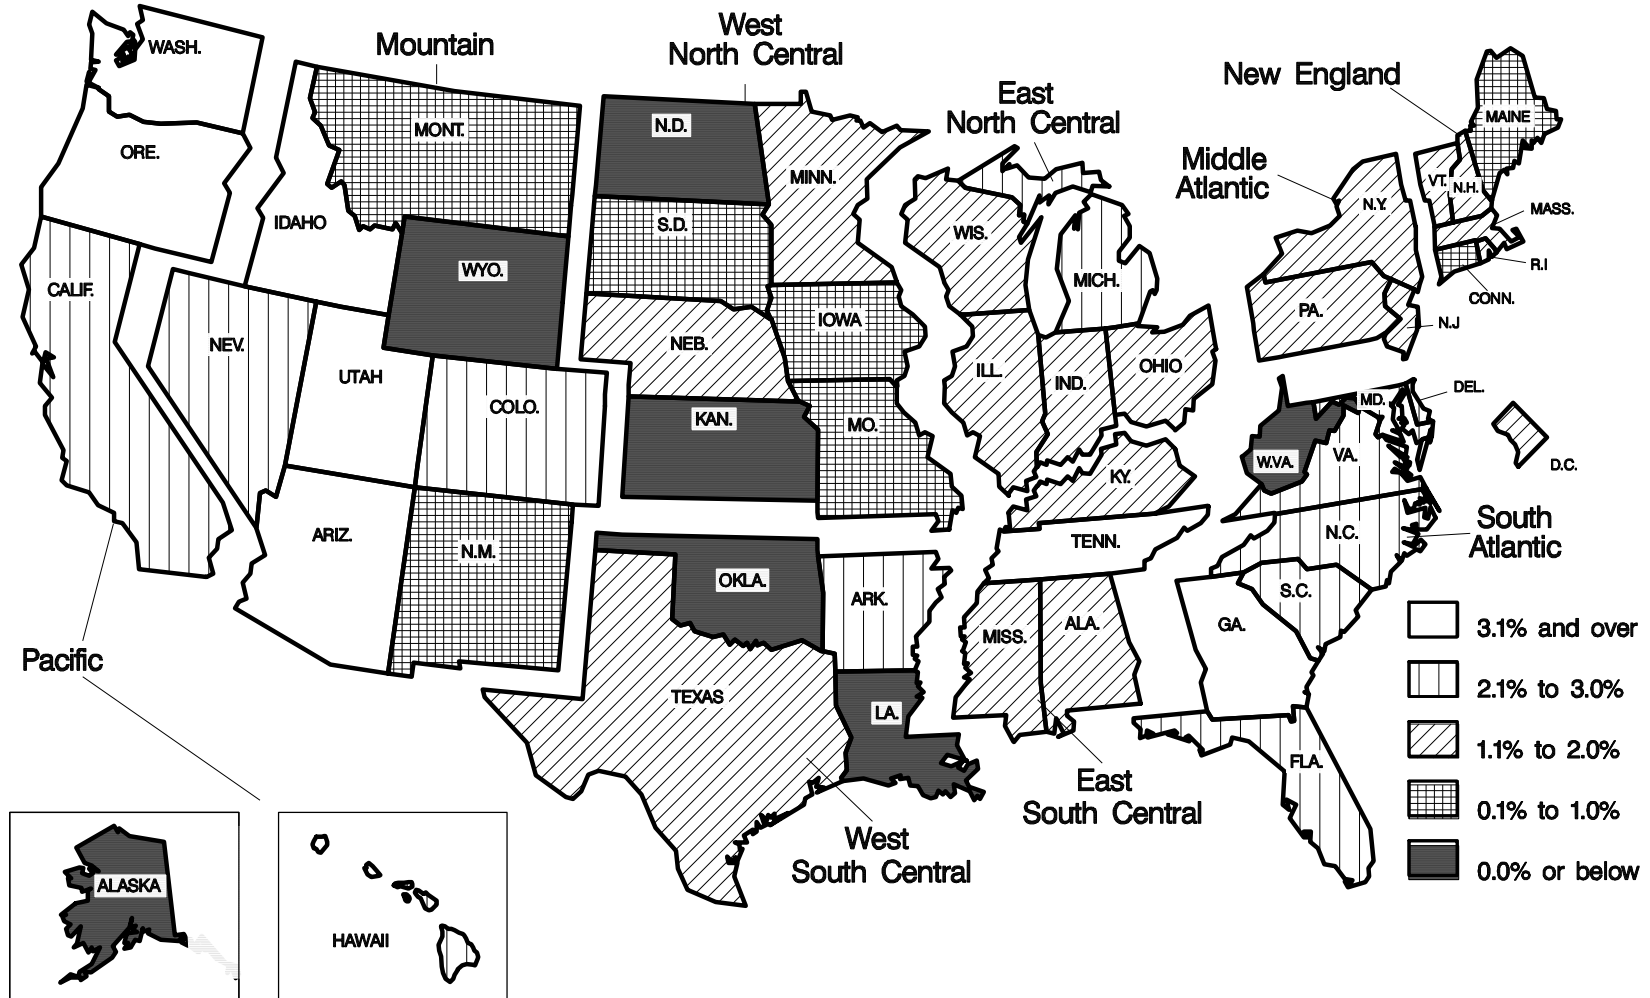 West
North Central
Mountain
WASH.
New England
East
North Central
MAINE
MONT.
N.D.
ORE.
Middle
Atlantic
MINN.
VT.
N.H.
N.Y.
MASS.
IDAHO
S.D.
WIS.
R.I
WYO.
MICH.
CALIF.
CONN.
PA.
IOWA
N.J
NEV.
NEB.
OHIO
ILL.
IND.
UTAH
DEL.
MD.
COLO.
KAN.
MO.
VA.
W.VA.
D.C.
KY.
South
Atlantic
ARIZ.
N.C.
TENN.
N.M.
OKLA.
S.C.
ARK.
GA.
ALA.
MISS.
3.1% and over
Pacific
2.1% to 3.0%
TEXAS
LA.
1.1% to 2.0%
FLA.
East
South Central
0.1% to 1.0%
West
South Central
0.0% or below
ALASKA
HAWAII